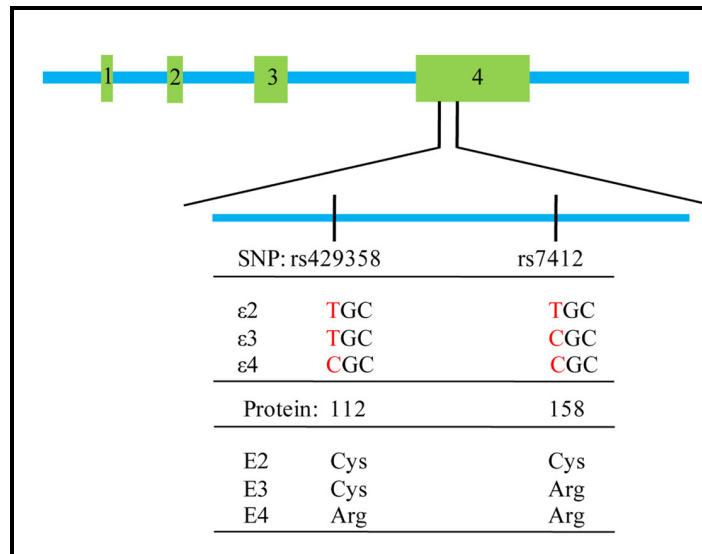 1 2 3 4
SNP: rs429358 rs7412
ε2 TGC TGC
ε3 TGC CGC
ε4 CGC CGC
Protein: 112 158
E2 Cys Cys
E3 Cys Arg
E4 Arg Arg